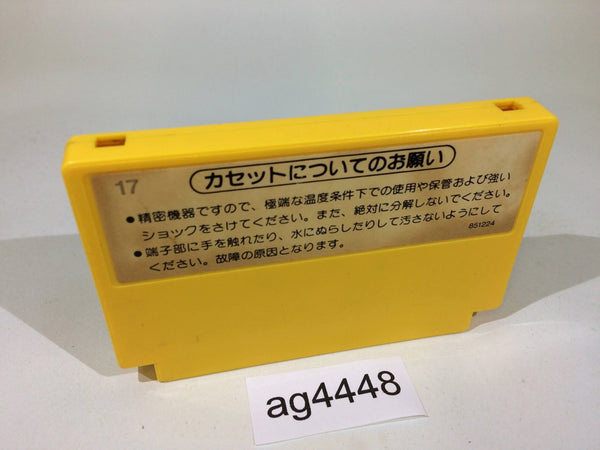 17
カセットについてのお願い
●精密機器ですので、極端な温度条件下での使用や保管および強い
ショックをさけてください。また、絶対に分解しないでください。
●端子部に手を触れたり、水にぬらしたりして汚さないようにして
ください。故障の原因となります。
851224
ag4448